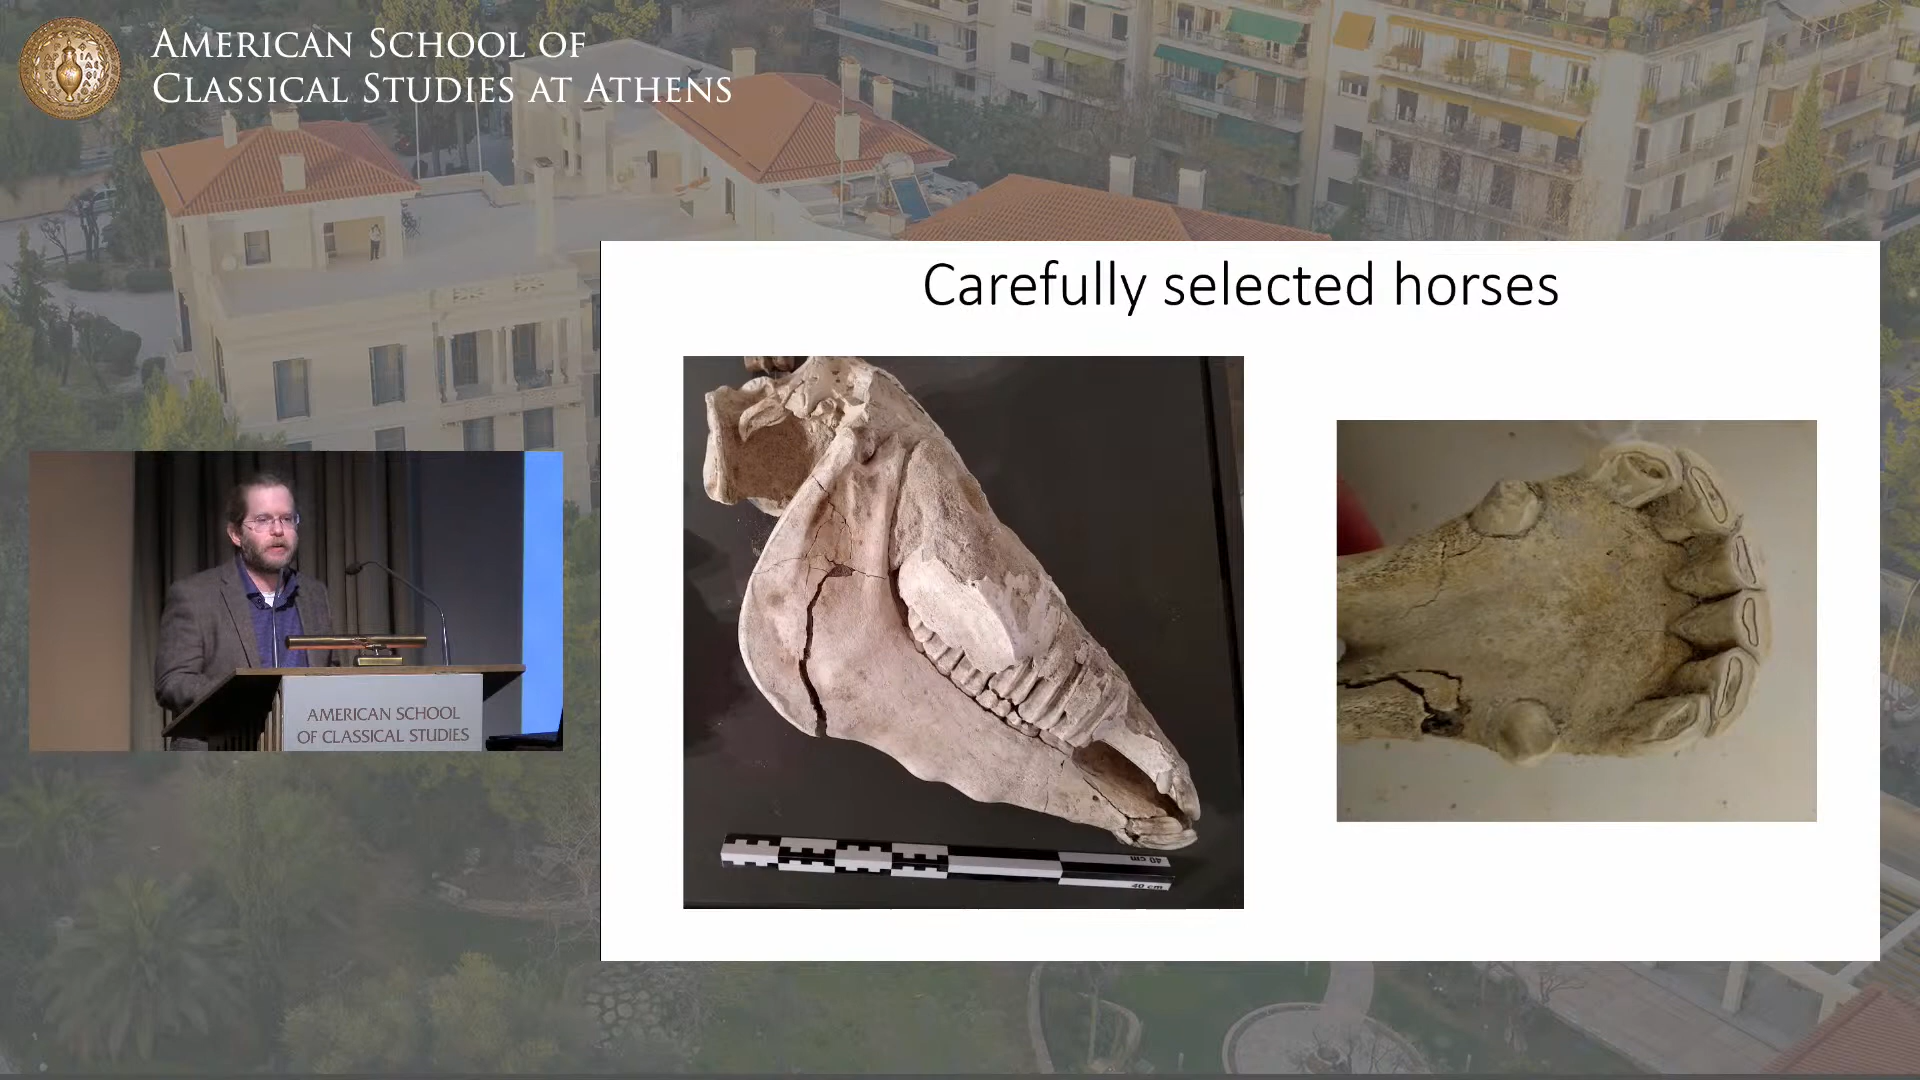 AMERICAN SCHOOL OF
CLASSICAL STUDIES AT ATHENS
Carefully selected horses
AMERICAN SCHOOL
OF CLASSICAL STUDIES
40 cm
40 cm